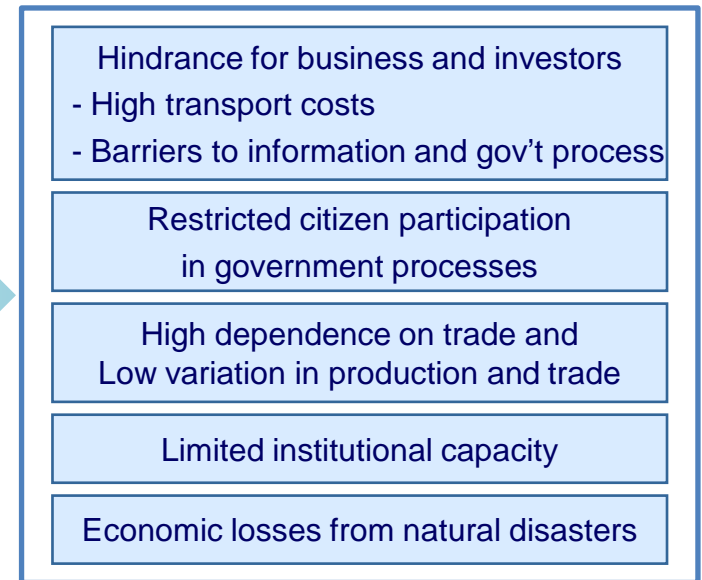 Hindrance for business and investors
- High transport costs
- Barriers to information and gov’t process
Restricted citizen participation
in government processes
High dependence on trade and
Low variation in production and trade
Limited institutional capacity
Economic losses from natural disasters